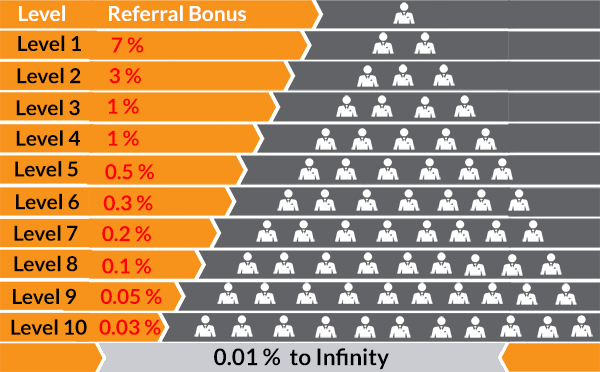 Level Referral Bonus
Level 1 7 %
Level 2 3 %
Level 3 1 %
Level 4 1 %
Level 5 0.5 %
Level 6 0.3 %
Level 7 0.2 %
Level 8 0.1 %
Level 9 0.05 %
Level 10 0.03 %
0.01 % to Infinity